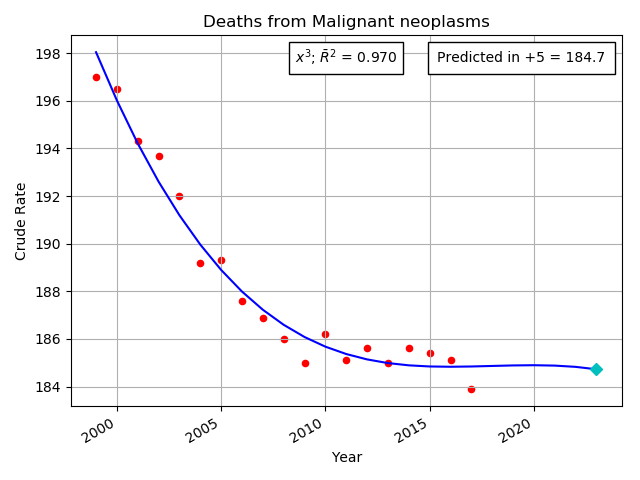 Deaths from Malignant neoplasms
x³; R̄² = 0.970
Predicted in +5 = 184.7
198
196
194
192
190
188
186
184
Crude Rate
2000
2005
2010
2015
2020
Year